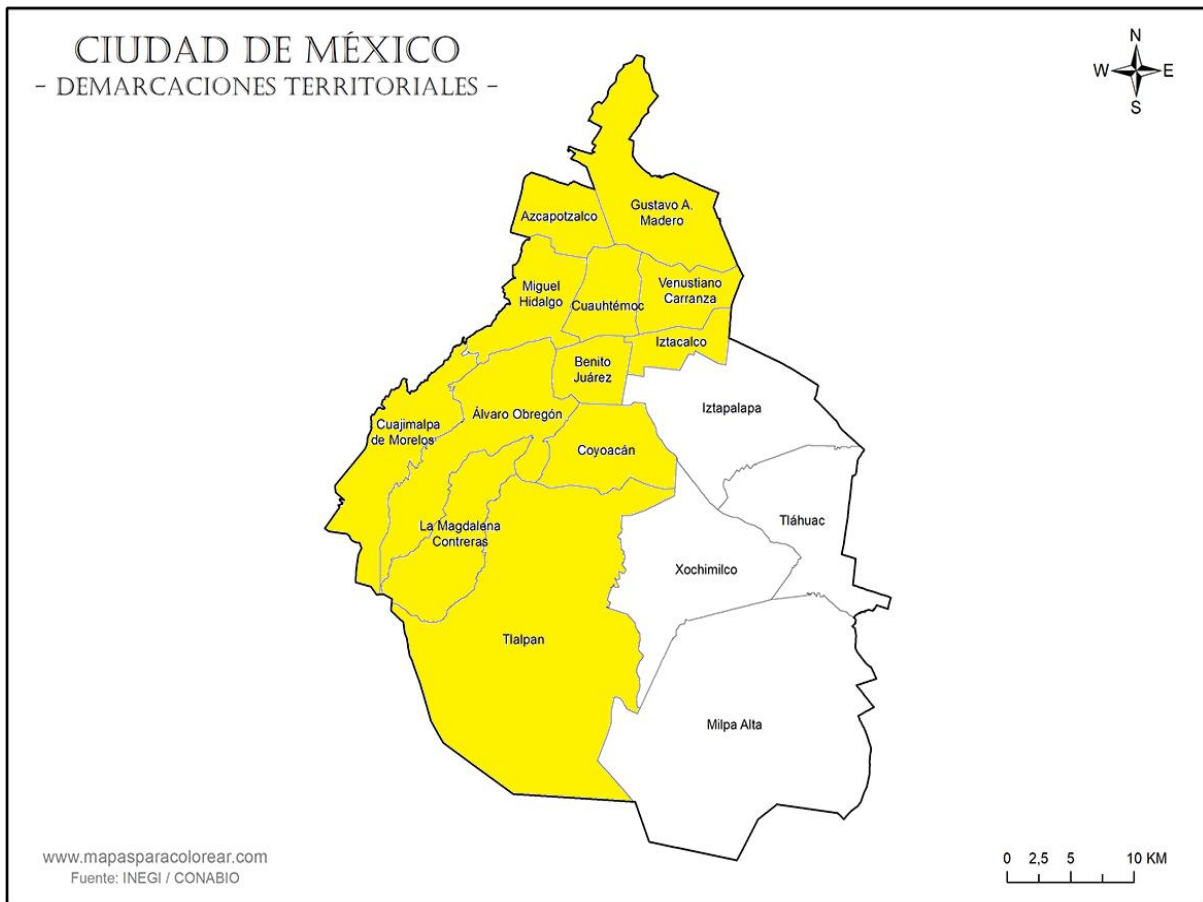 CIUDAD DE MÉXICO
- DEMARCACIONES TERRITORIALES -
N
W E
S
Azcapotzalco
Gustavo A.
Madero
Miguel
Hidalgo
Cuauhtémoc
Venustiano
Carranza
Iztacalco
Benito
Juárez
Iztapalapa
Cuajimalpa
de Morelos
Álvaro Obregón
Coyoacán
Tláhuac
La Magdalena
Contreras
Xochimilco
Tlalpan
Milpa Alta
www.mapasparacolorear.com
Fuente: INEGI / CONABIO
0 2,5 5 10 KM